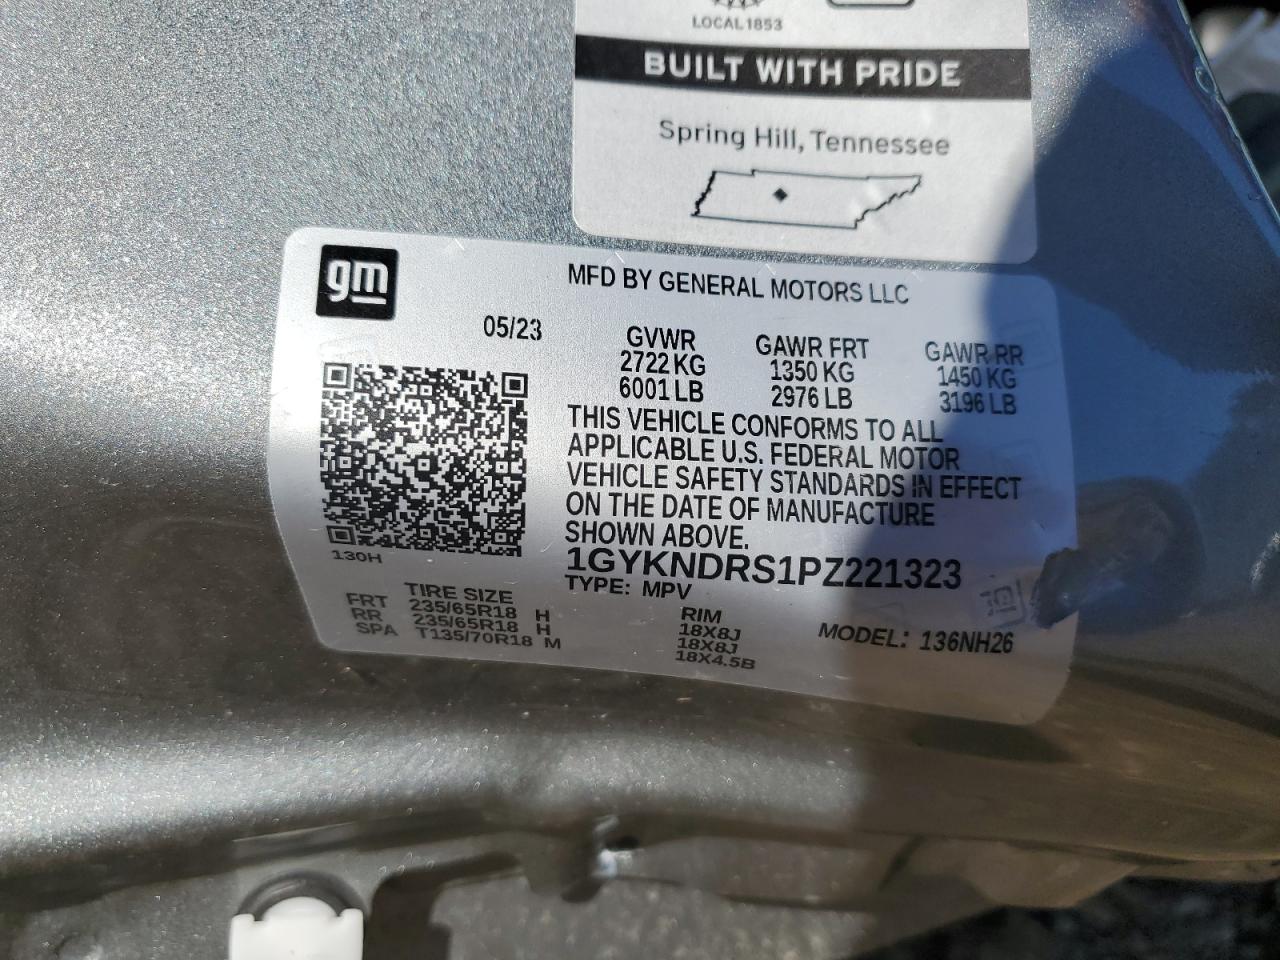 LOCAL 1853
BUILT WITH PRIDE
Spring Hill, Tennessee
gm
MFD BY GENERAL MOTORS LLC
05/23
GVWR GAWR FRT GAWR RR
2722 KG 1350 KG 1450 KG
6001 LB 2976 LB 3196 LB
THIS VEHICLE CONFORMS TO ALL
APPLICABLE U.S. FEDERAL MOTOR
VEHICLE SAFETY STANDARDS IN EFFECT
ON THE DATE OF MANUFACTURE
SHOWN ABOVE.
130H
1GYKNDRS1PZ221323
TYPE: MPV
TIRE SIZE RIM
FRT 235/65R18 H 18X8J
RR 235/65R18 H 18X8J
SPA T135/70R18 M 18X4.5B
MODEL: 136NH26